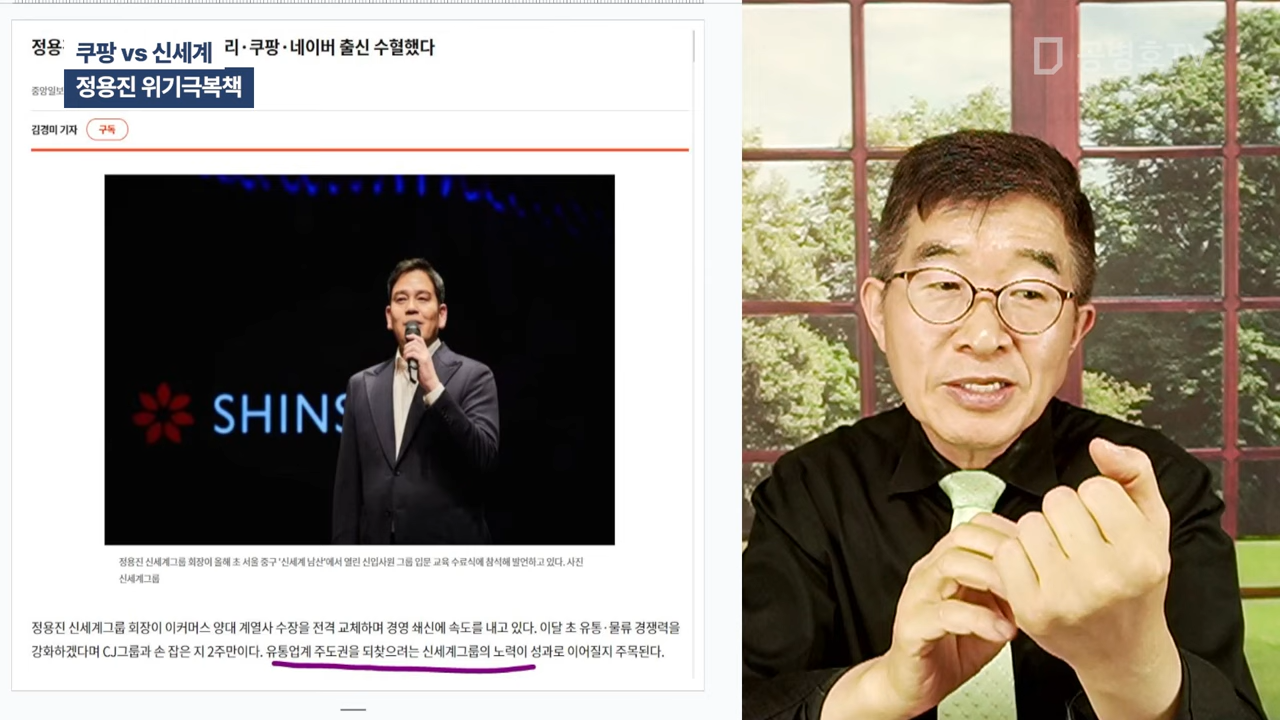 정용
쿠팡 vs 신세계
리·쿠팡·네이버 출신 수혈했다
정용진 위기극복책
중앙일보
김경미 기자
구독
공병호TV
SHINS
정용진 신세계그룹 회장이 올해 초 서울 중구 '신세계 남산'에서 열린 신입사원 그룹 입문 교육 수료식에 참석해 발언하고 있다. 사진
신세계그룹
정용진 신세계그룹 회장이 이커머스 양대 계열사 수장을 전격 교체하며 경영 쇄신에 속도를 내고 있다. 이달 초 유통·물류 경쟁력을
강화하겠다며 CJ그룹과 손 잡은 지 2주만이다. 유통업계 주도권을 되찾으려는 신세계그룹의 노력이 성과로 이어질지 주목된다.